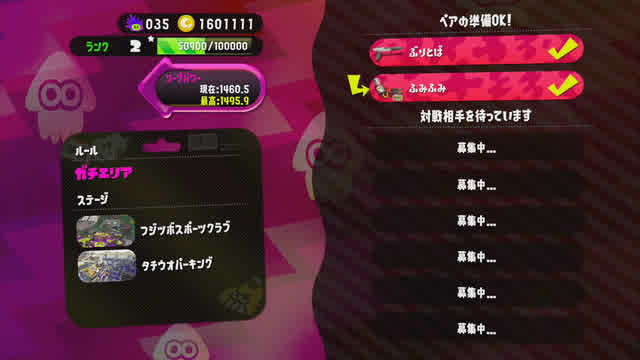 035 1601111
ランク 2 50900/100000
リーグパワー
現在:1460.5
最高:1495.9
ルール
ガチエリア
ステージ
フジツボスポーツクラブ
タチウオパーキング
ペアの準備OK!
ぷりとぱ
ふみふみ
対戦相手を待っています
募集中...
募集中...
募集中...
募集中...
募集中...
募集中...